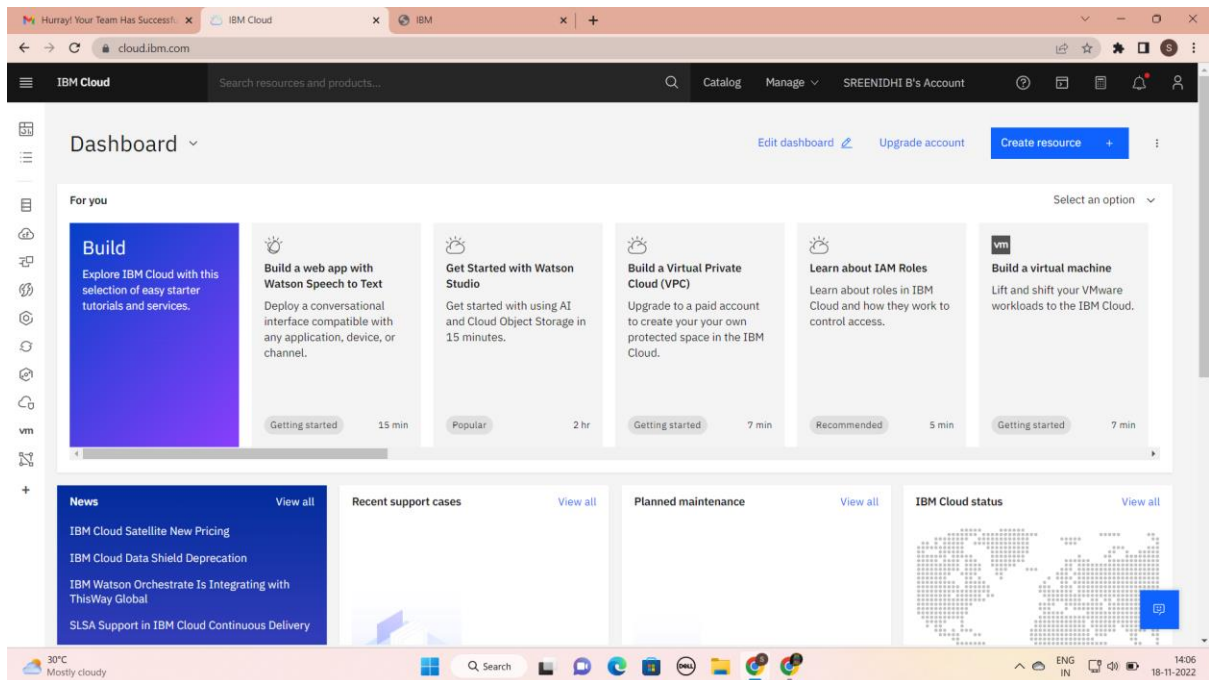 Hurray! Your Team Has Successfu
IBM Cloud
IBM
cloud.ibm.com
S
IBM Cloud
Search resources and products...
Catalog
Manage
SREENIDHI B's Account
Dashboard
Edit dashboard
Upgrade account
Create resource +
For you
Select an option
Build
Explore IBM Cloud with this
selection of easy starter
tutorials and services.
Build a web app with
Watson Speech to Text
Deploy a conversational
interface compatible with
any application, device, or
channel.
Getting started
15 min
Get Started with Watson
Studio
Get started with using AI
and Cloud Object Storage in
15 minutes.
Popular
2 hr
Build a Virtual Private
Cloud (VPC)
Upgrade to a paid account
to create your your own
protected space in the IBM
Cloud.
Getting started
7 min
Learn about IAM Roles
Learn about roles in IBM
Cloud and how they work to
control access.
Recommended
5 min
vm
Build a virtual machine
Lift and shift your VMware
workloads to the IBM Cloud.
Getting started
7 min
vm
News
View all
IBM Cloud Satellite New Pricing
IBM Cloud Data Shield Deprecation
IBM Watson Orchestrate Is Integrating with
ThisWay Global
SLSA Support in IBM Cloud Continuous Delivery
Recent support cases
View all
Planned maintenance
View all
IBM Cloud status
View all
30°C
Mostly cloudy
Search
DELL
ENG
IN
14:06
18-11-2022